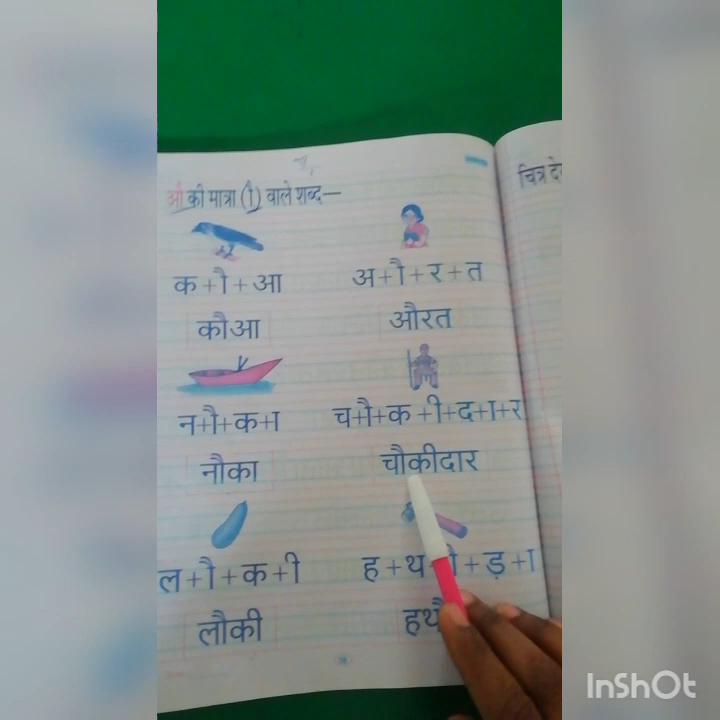 औ की मात्रा (ौ) वाले शब्द—
क+ौ+आ
अ+ौ+र+त
कौआ
औरत
न+ौ+क+ा
च+ौ+क+ी+द+ा+र
नौका
चौकीदार
ल+ौ+क+ी
लौकी
चित्र
InShOt